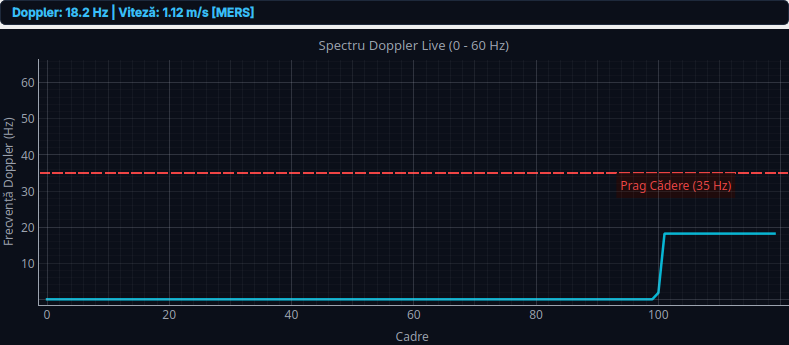 Doppler: 18.2 Hz | Viteză: 1.12 m/s [MERS]
Spectru Doppler Live (0 - 60 Hz)
Frecvență Doppler (Hz)
60
50
40
30
20
10
Prag Cădere (35 Hz)
0 20 40 60 80 100
Cadre